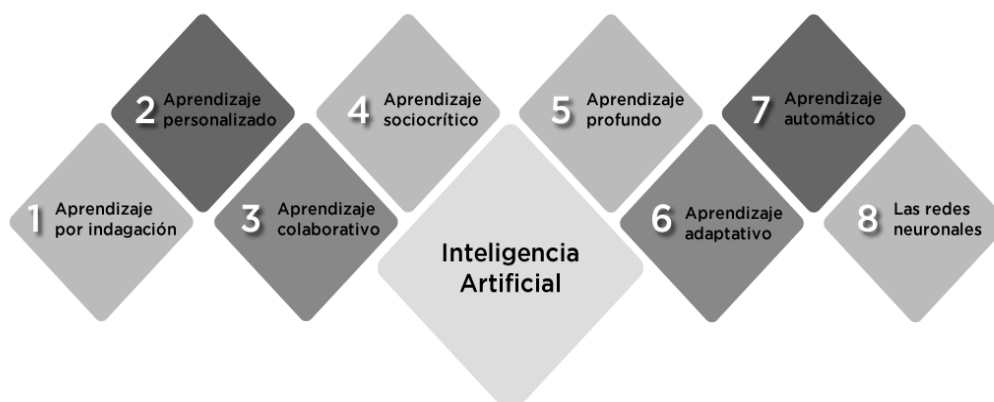 1
Aprendizaje
por indagación
2
Aprendizaje
personalizado
3
Aprendizaje
colaborativo
4
Aprendizaje
sociocrítico
Inteligencia
Artificial
5
Aprendizaje
profundo
6
Aprendizaje
adaptativo
7
Aprendizaje
automático
8
Las redes
neuronales